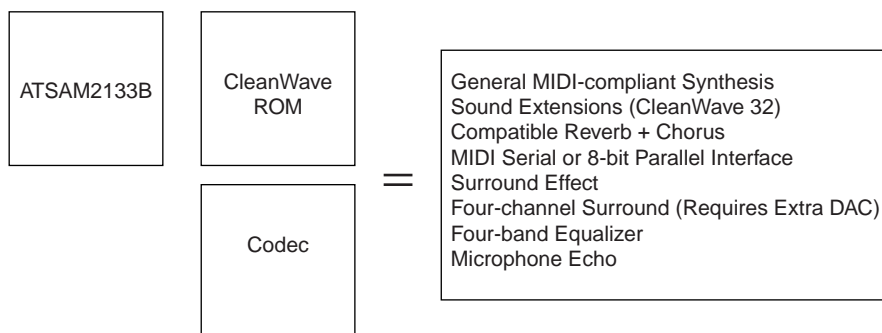 ATSAM2133B
CleanWave
ROM
Codec
=
General MIDI-compliant Synthesis
Sound Extensions (CleanWave 32)
Compatible Reverb + Chorus
MIDI Serial or 8-bit Parallel Interface
Surround Effect
Four-channel Surround (Requires Extra DAC)
Four-band Equalizer
Microphone Echo